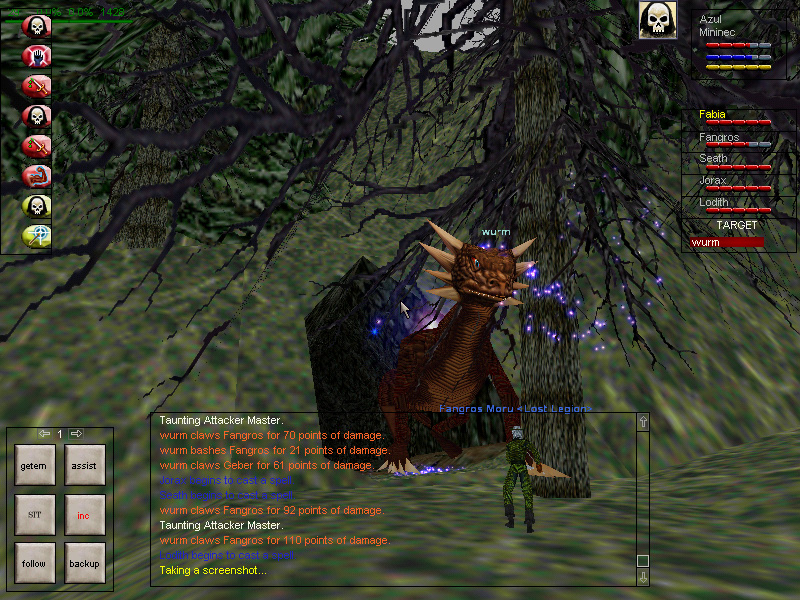 Azul
Mininec
Fabia
Fangros
Seath
Jorax
Lodith
TARGET
wurm
wurm
Fangros Moru <Lost Legion>
Taunting Attacker Master.
wurm claws Fangros for 70 points of damage.
wurm bashes Fangros for 21 points of damage.
wurm claws Geber for 61 points of damage.
Jorax begins to cast a spell.
Seath
wurm claws Fangros for 92 points of damage.
Taunting Attacker Master.
wurm claws Fangros for 110 points of damage.
Lodith begins to cast a spell.
Taking a screenshot...
1
getem
assist
SIT
inc
follow
backup